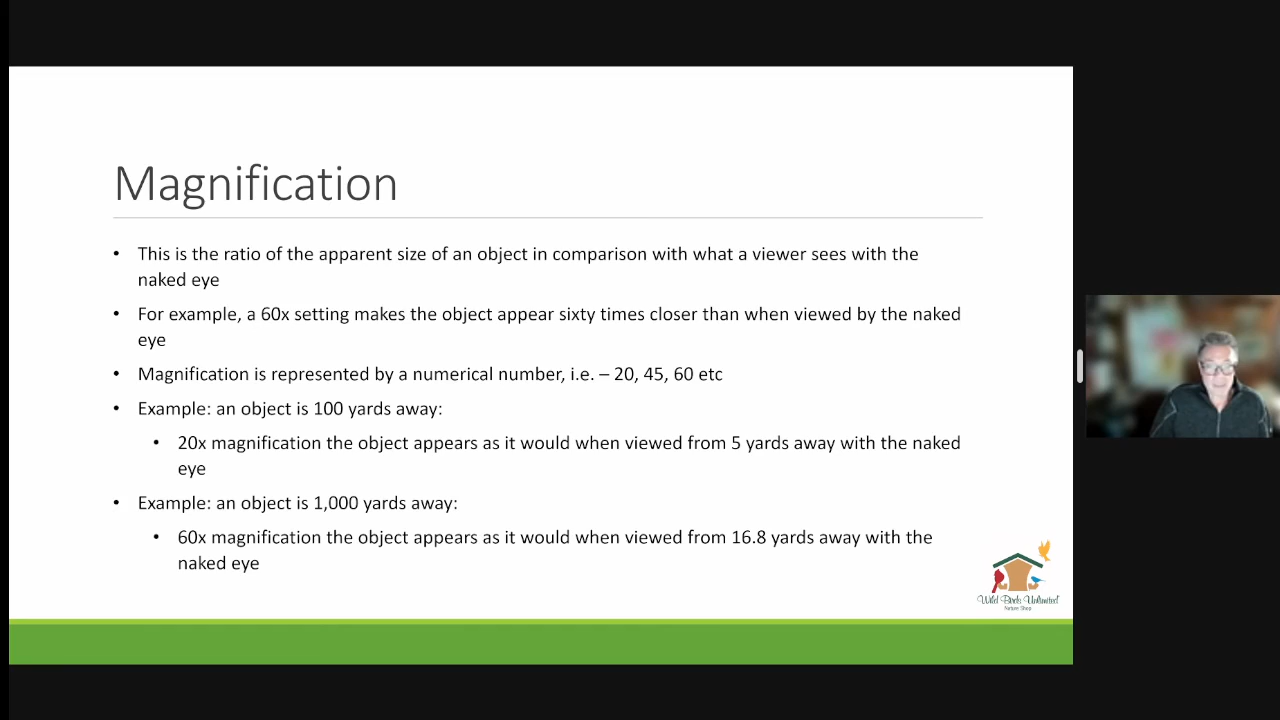 Magnification
• This is the ratio of the apparent size of an object in comparison with what a viewer sees with the
naked eye
• For example, a 60x setting makes the object appear sixty times closer than when viewed by the naked
eye
• Magnification is represented by a numerical number, i.e. – 20, 45, 60 etc
• Example: an object is 100 yards away:
• 20x magnification the object appears as it would when viewed from 5 yards away with the naked
eye
• Example: an object is 1,000 yards away:
• 60x magnification the object appears as it would when viewed from 16.8 yards away with the
naked eye
Wild Birds Unlimited
Nature Shop